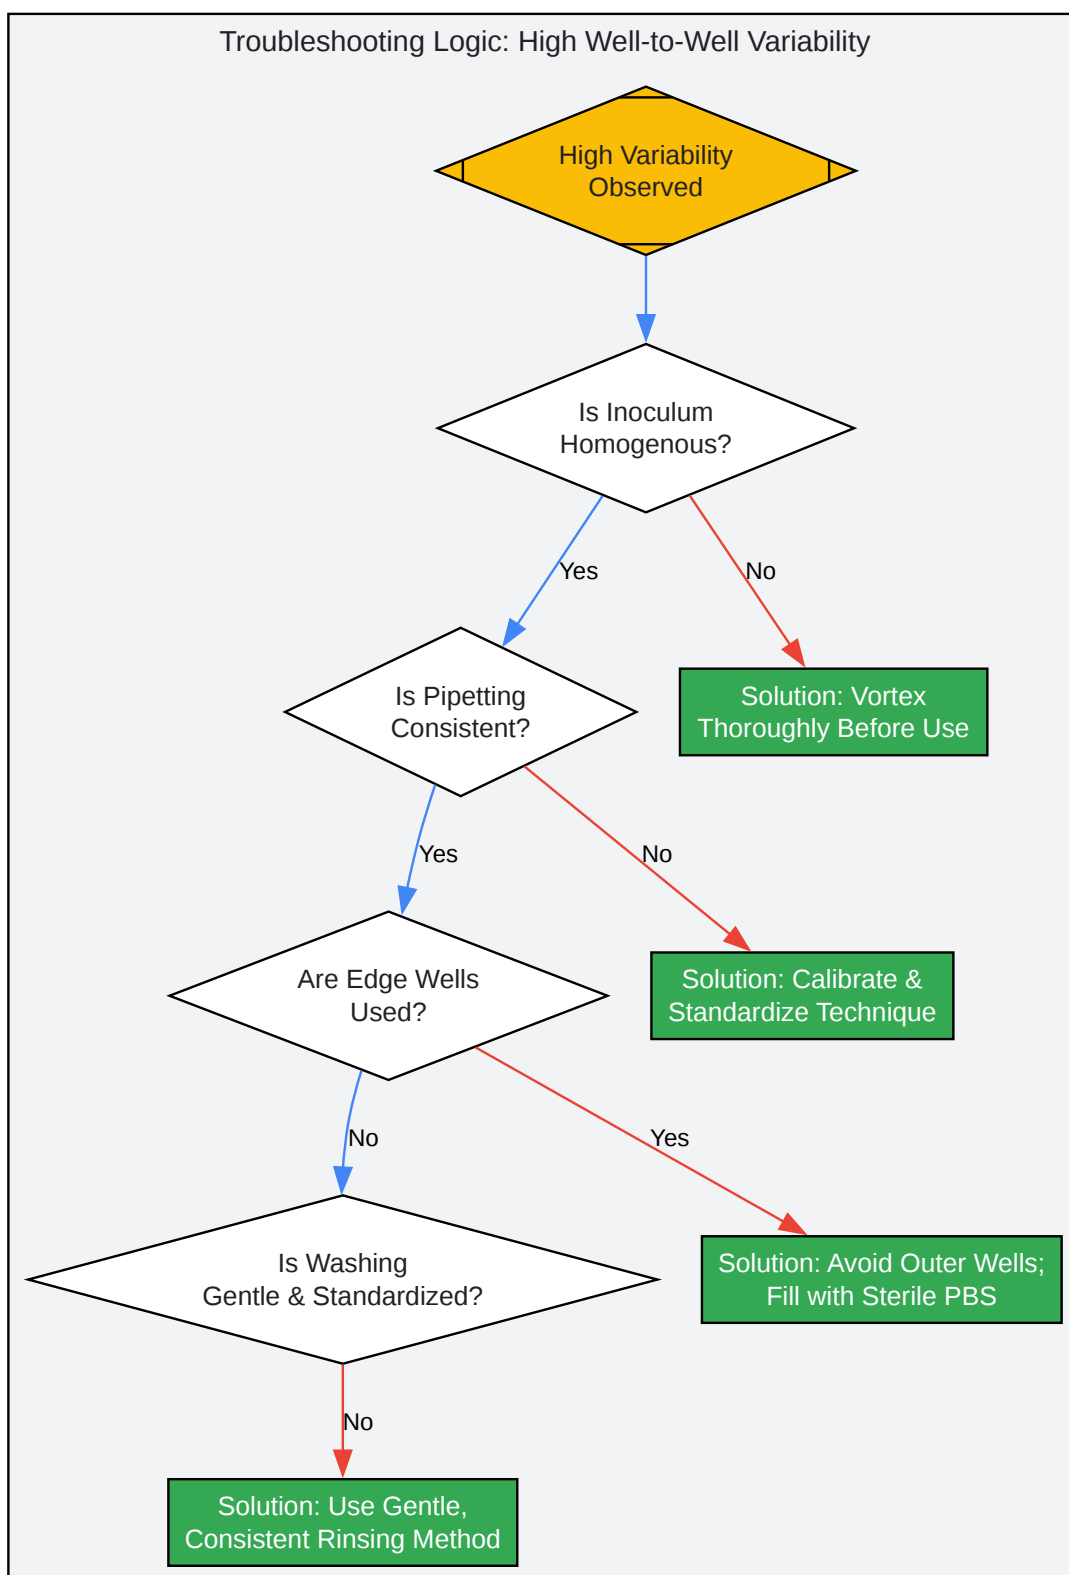 Troubleshooting Logic: High Well-to-Well Variability
High Variability
Observed
Is Inoculum
Homogenous?
Yes
No
Is Pipetting
Consistent?
Solution: Vortex
Thoroughly Before Use
Yes
No
Are Edge Wells
Used?
Solution: Calibrate &
Standardize Technique
No
Yes
Is Washing
Gentle & Standardized?
Solution: Avoid Outer Wells;
Fill with Sterile PBS
No
Solution: Use Gentle,
Consistent Rinsing Method